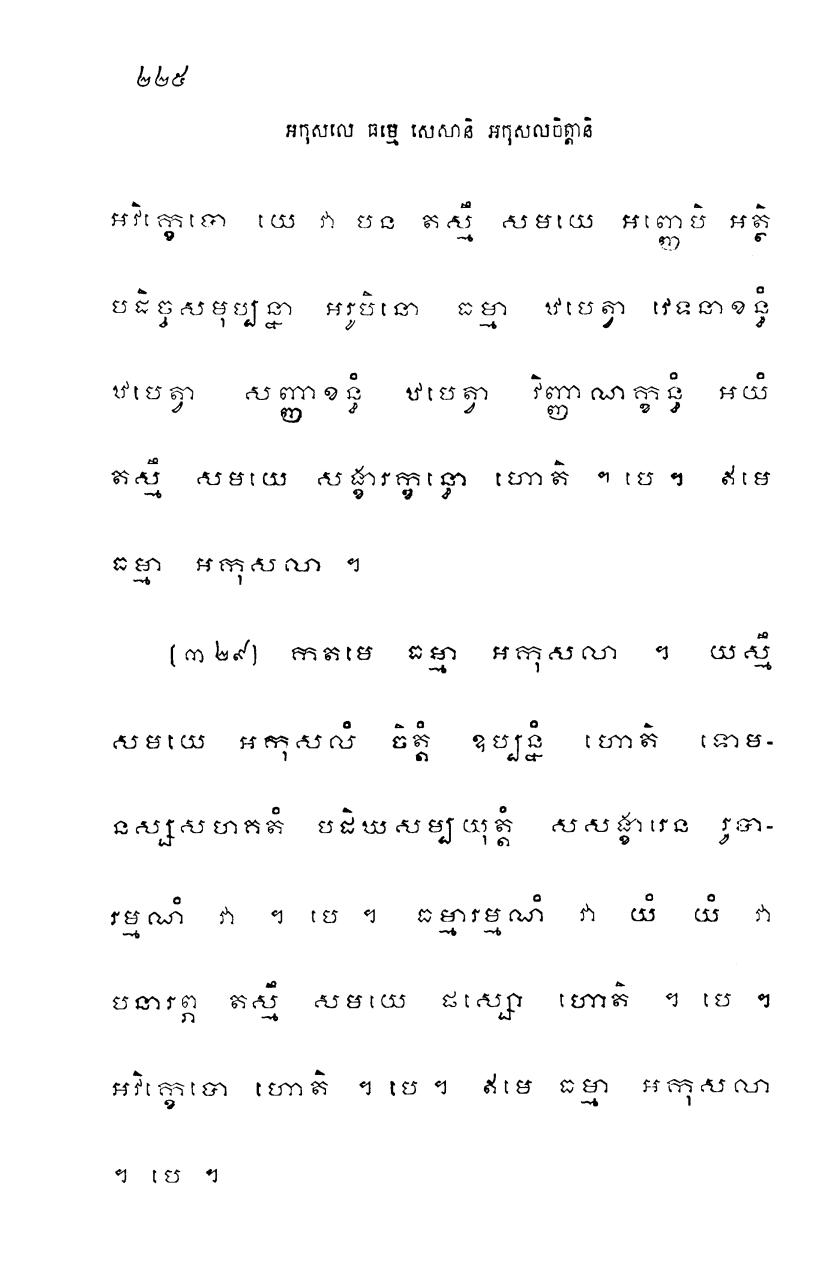 ២២៥
អកុសលេ ធម្មេ សេសានិ អកុសលចិត្តានិ
អវិក្ខេបោ យេ វា បន តស្មឹ សមយេ អញ្ញេបិ អត្ថិ
បដិច្ចសមុប្បន្នា អរូបិនោ ធម្មា ឋបេត្វា វេទនាខន្ធំ
ឋបេត្វា សញ្ញាខន្ធំ ឋបេត្វា វិញ្ញាណក្ខន្ធំ អយំ
តស្មឹ សមយេ សង្ខារក្ខន្ធោ ហោតិ ។ បេ ។ ឥមេ
ធម្មា អកុសលា ។
(៣២៩) កតមេ ធម្មា អកុសលា ។ យស្មឹ
សមយេ អកុសលំ ចិត្តំ ឧប្បន្នំ ហោតិ ទោម-
នស្សសហគតំ បដិឃសម្បយុត្តំ សសង្ខារេន រូបា-
រម្មណំ វា ។ បេ ។ ធម្មារម្មណំ វា យំ យំ វា
បនារព្ភ តស្មឹ សមយេ ផស្សោ ហោតិ ។ បេ ។
អវិក្ខេបោ ហោតិ ។ បេ ។ ឥមេ ធម្មា អកុសលា
។ បេ ។